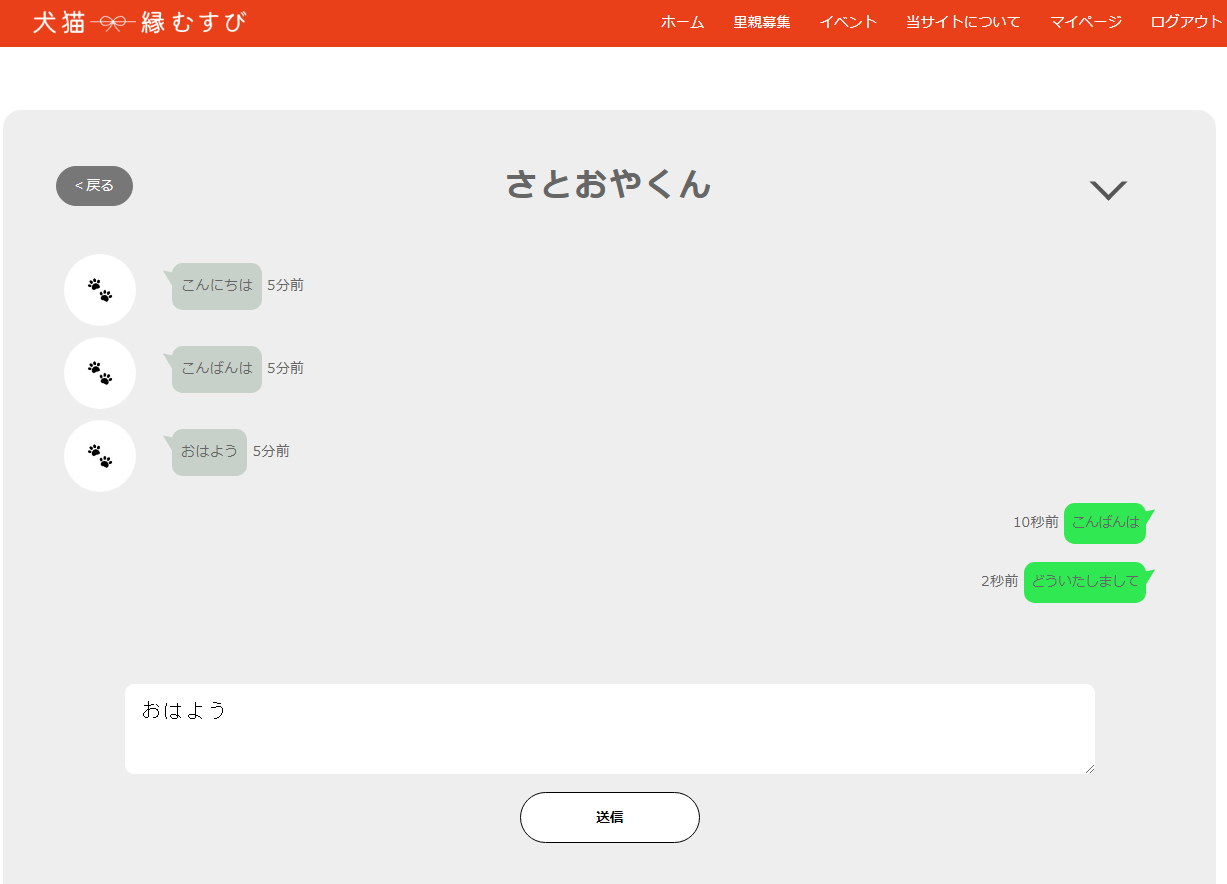 犬猫 縁むすび
ホーム 里親募集 イベント 当サイトについて マイページ ログアウト
<戻る
さとおやくん
こんにちは 5分前
こんばんは 5分前
おはよう 5分前
10秒前 こんばんは
2秒前 どういたしまして
おはよう
送信